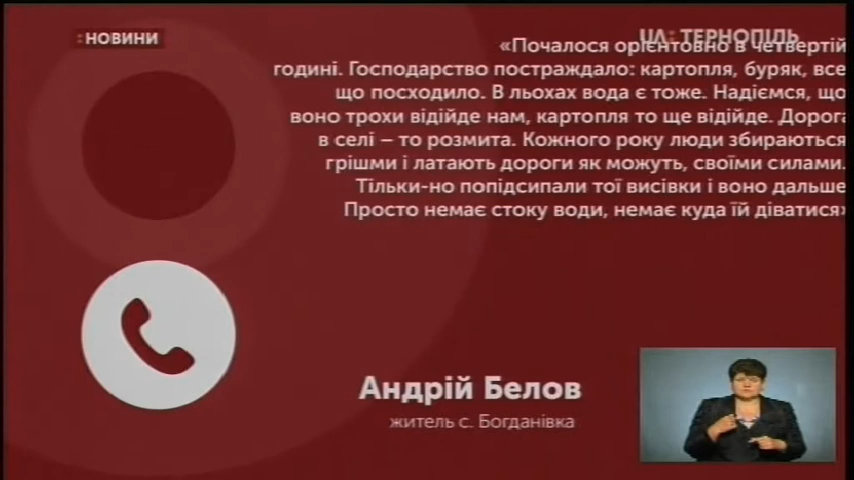 :НОВИНИ
UA: ТЕРНОПІЛЬ
«Почалося орієнтовно в четвертій
годині. Господарство постраждало: картопля, буряк, все
що посходило. В льохах вода є тоже. Надіємся, що
воно трохи відійде нам, картопля то ще відійде. Дорога
в селі – то розмита. Кожного року люди збираються
грішми і латають дороги як можуть, своїми силами.
Тільки-но попідсипали тої висівки і воно дальше
Просто немає стоку води, немає куда їй діватися»
Андрій Белов
житель с. Богданівка